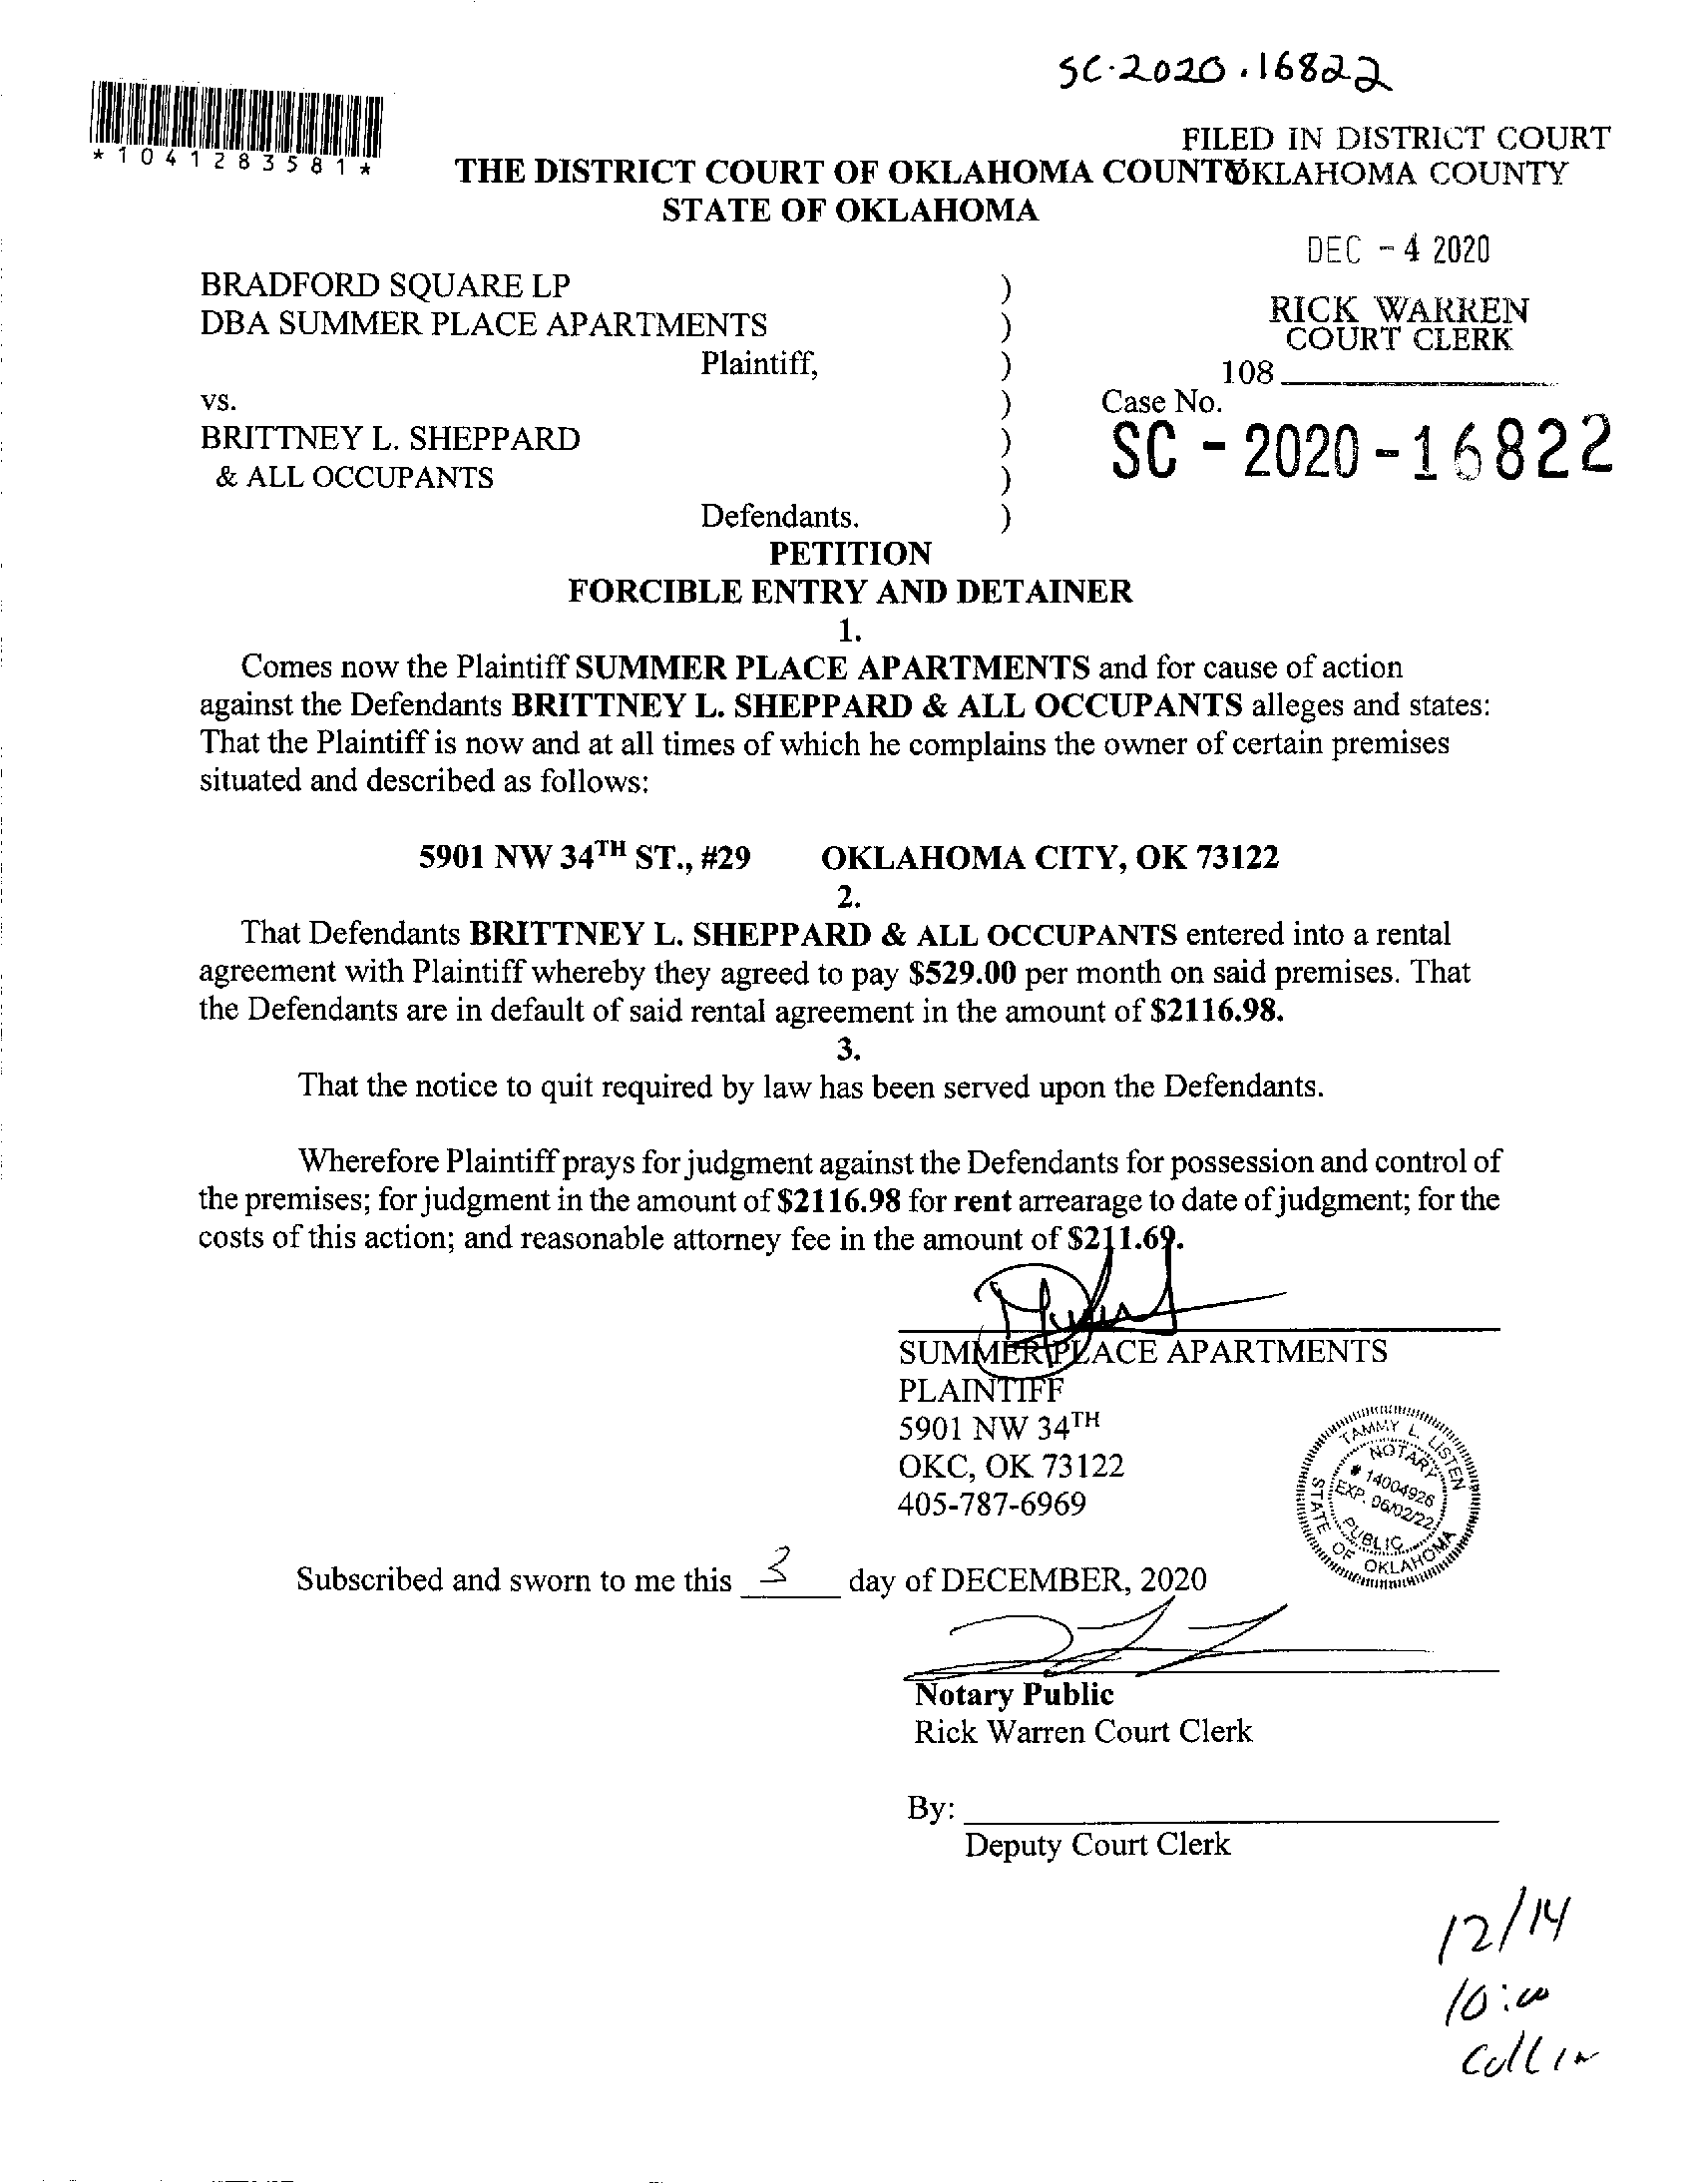 SC-2020-16822
*1041283581*
FILED IN DISTRICT COURT
THE DISTRICT COURT OF OKLAHOMA COUNTY OKLAHOMA COUNTY
STATE OF OKLAHOMA
DEC - 4 2020
BRADFORD SQUARE LP )
DBA SUMMER PLACE APARTMENTS )
RICK WARREN
COURT CLERK
Plaintiff, )
108
vs. ) Case No.
BRITTNEY L. SHEPPARD )
SC - 2020 - 16822
& ALL OCCUPANTS )
Defendants. )
PETITION
FORCIBLE ENTRY AND DETAINER
1.
Comes now the Plaintiff SUMMER PLACE APARTMENTS and for cause of action
against the Defendants BRITTNEY L. SHEPPARD & ALL OCCUPANTS alleges and states:
That the Plaintiff is now and at all times of which he complains the owner of certain premises
situated and described as follows:
5901 NW 34TH ST., #29 OKLAHOMA CITY, OK 73122
2.
That Defendants BRITTNEY L. SHEPPARD & ALL OCCUPANTS entered into a rental
agreement with Plaintiff whereby they agreed to pay $529.00 per month on said premises. That
the Defendants are in default of said rental agreement in the amount of $2116.98.
3.
That the notice to quit required by law has been served upon the Defendants.
Wherefore Plaintiff prays for judgment against the Defendants for possession and control of
the premises; for judgment in the amount of $2116.98 for rent arrearage to date of judgment; for the
costs of this action; and reasonable attorney fee in the amount of $211.69.
SUMMER PLACE APARTMENTS
PLAINTIFF
5901 NW 34TH
OKC, OK 73122
405-787-6969
TAMMY L. LISTEN
NOTARY
# 14004926
EXP. 06/02/22
PUBLIC
STATE OF OKLAHOMA
Subscribed and sworn to me this 3 day of DECEMBER, 2020
Notary Public
Rick Warren Court Clerk
By:
Deputy Court Clerk
12/14
10:00
Collin